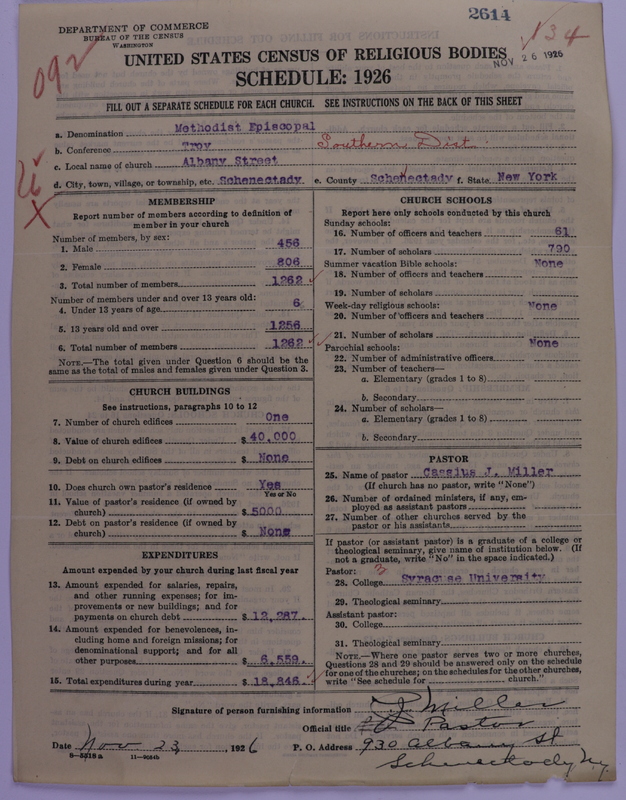 2614
DEPARTMENT OF COMMERCE
BUREAU OF THE CENSUS
WASHINGTON
092
134
NOV 26 1926
UNITED STATES CENSUS OF RELIGIOUS BODIES
SCHEDULE: 1926
FILL OUT A SEPARATE SCHEDULE FOR EACH CHURCH. SEE INSTRUCTIONS ON THE BACK OF THIS SHEET
a. Denomination Methodist Episcopal
b. Conference Troy Southern Dist.
c. Local name of church Albany Street
d. City, town, village, or township, etc. Schenectady e. County Schenectady f. State New York
26
X
MEMBERSHIP
Report number of members according to definition of
member in your church
Number of members, by sex:
1. Male 456
2. Female 806
3. Total number of members 1262
Number of members under and over 13 years old:
4. Under 13 years of age 6
5. 13 years old and over 1256
6. Total number of members 1262
NOTE.—The total given under Question 6 should be the
same as the total of males and females given under Question 3.
CHURCH BUILDINGS
See instructions, paragraphs 10 to 12
7. Number of church edifices One
8. Value of church edifices $ 40,000
9. Debt on church edifices $ None
10. Does church own pastor's residence Yes
Yes or No
11. Value of pastor's residence (if owned by
church) $ 5000
12. Debt on pastor's residence (if owned by
church) $ None
EXPENDITURES
Amount expended by your church during last fiscal year
13. Amount expended for salaries, repairs,
and other running expenses; for im-
provements or new buildings; and for
payments on church debt $ 12,287.
14. Amount expended for benevolences, in-
cluding home and foreign missions; for
denominational support; and for all
other purposes $ 6,559.
15. Total expenditures during year $ 18,846.
CHURCH SCHOOLS
Report here only schools conducted by this church
Sunday schools:
16. Number of officers and teachers 61
17. Number of scholars 790
Summer vacation Bible schools: None
18. Number of officers and teachers
19. Number of scholars
Week-day religious schools: None
20. Number of officers and teachers
21. Number of scholars
Parochial schools: None
22. Number of administrative officers
23. Number of teachers—
a. Elementary (grades 1 to 8)
b. Secondary
24. Number of scholars—
a. Elementary (grades 1 to 8)
b. Secondary
PASTOR
25. Name of pastor Cassius J. Miller
(If church has no pastor, write "None")
26. Number of ordained ministers, if any, em-
ployed as assistant pastors
27. Number of other churches served by the
pastor or his assistants
If pastor (or assistant pastor) is a graduate of a college or
theological seminary, give name of institution below. (If
not a graduate, write "No" in the space indicated.)
Pastor: 3
28. College Syracuse University
29. Theological seminary
Assistant pastor:
30. College
31. Theological seminary
NOTE.—Where one pastor serves two or more churches,
Questions 28 and 29 should be answered only on the schedule
for one of the churches; on the schedules for the other churches,
write "See schedule for church."
Signature of person furnishing information C J Miller
Official title Pastor
Date Nov 23, 1926 P. O. Address 930 Albany St
Schenectady N.Y.
8—5318a 11—9084b